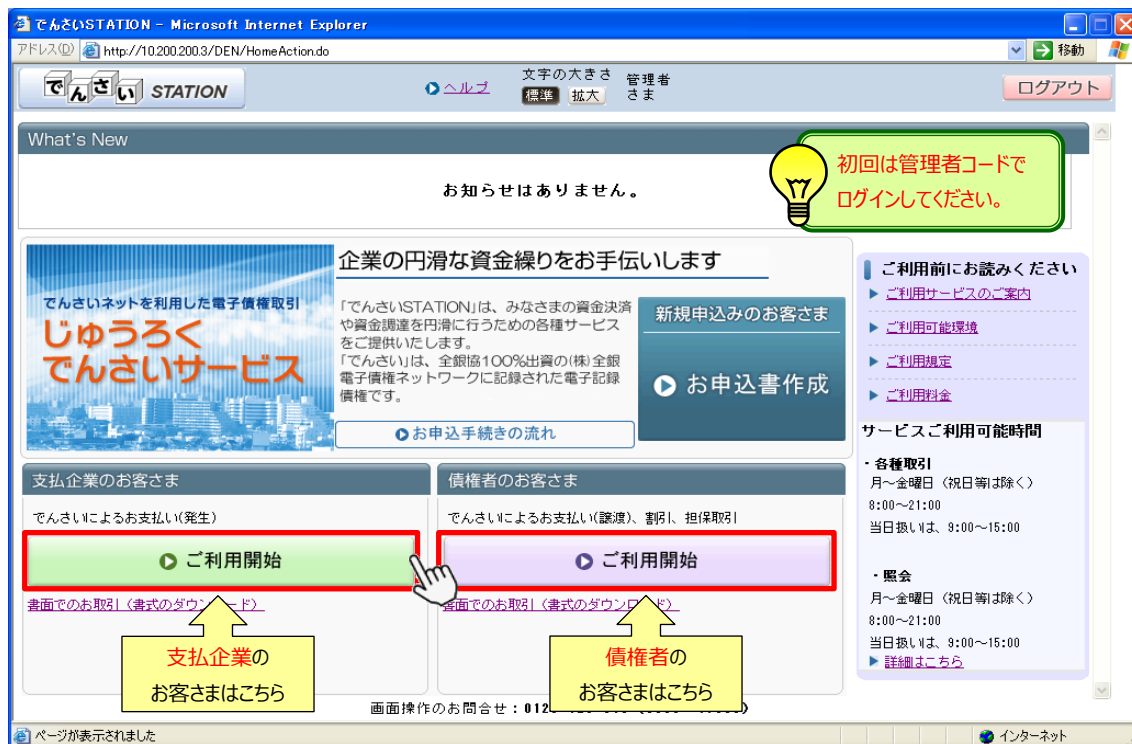 でんさいSTATION - Microsoft Internet Explorer
アドレス(D) http://10.200.200.3/DEN/HomeAction.do 移動
でんさい STATION
ヘルプ
文字の大きさ
標準 拡大
管理者
さま
ログアウト
What's New
お知らせはありません。
初回は管理者コードで
ログインしてください。
でんさいネットを利用した電子債権取引
じゅうろく
でんさいサービス
企業の円滑な資金繰りをお手伝いします
「でんさいSTATION」は、みなさまの資金決済
や資金調達を円滑に行うための各種サービス
をご提供いたします。
「でんさい」は、全銀協100%出資の(株)全銀
電子債権ネットワークに記録された電子記録
債権です。
お申込手続きの流れ
新規申込みのお客さま
お申込書作成
ご利用前にお読みください
ご利用サービスのご案内
ご利用可能環境
ご利用規定
ご利用料金
サービスご利用可能時間
・各種取引
月～金曜日（祝日等は除く）
8:00～21:00
当日扱いは、9:00～15:00
・照会
月～金曜日（祝日等は除く）
8:00～21:00
当日扱いは、9:00～15:00
詳細はこちら
支払企業のお客さま
でんさいによるお支払い(発生)
ご利用開始
書面でのお取引（書式のダウンロード）
支払企業の
お客さまはこちら
債権者のお客さま
でんさいによるお支払い(譲渡)、割引、担保取引
ご利用開始
書面でのお取引（書式のダウンロード）
債権者の
お客さまはこちら
画面操作のお問合せ：
ページが表示されました
インターネット